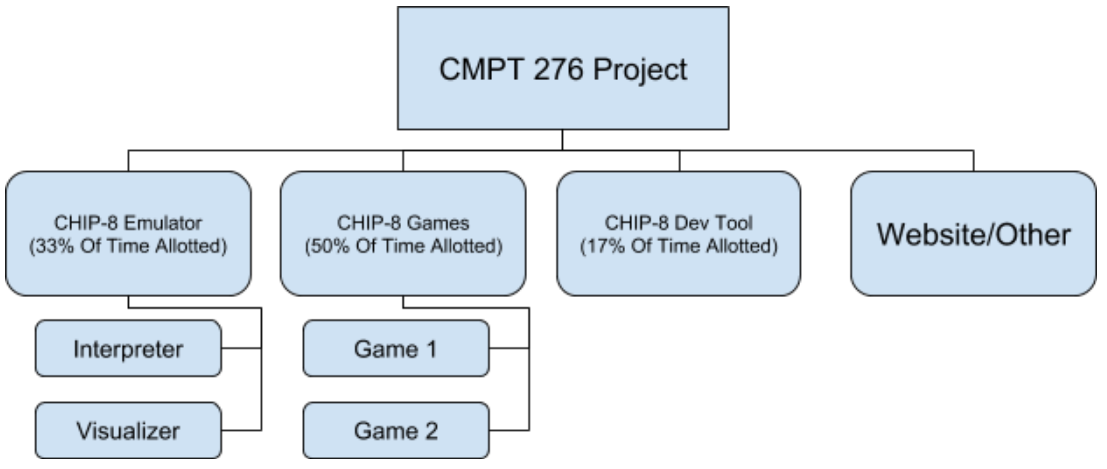 CMPT 276 Project
CHIP-8 Emulator
(33% Of Time Allotted)
CHIP-8 Games
(50% Of Time Allotted)
CHIP-8 Dev Tool
(17% Of Time Allotted)
Website/Other
Interpreter
Game 1
Visualizer
Game 2